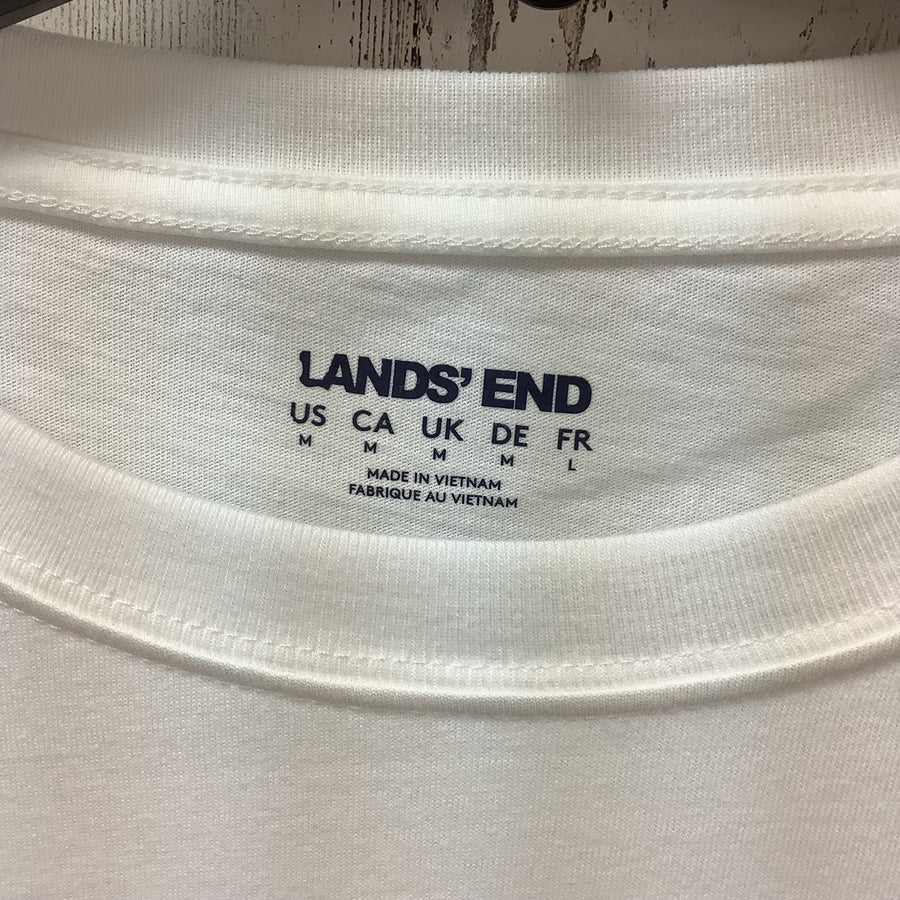 LANDS' END
US CA UK DE FR
M M M M L
MADE IN VIETNAM
FABRIQUE AU VIETNAM